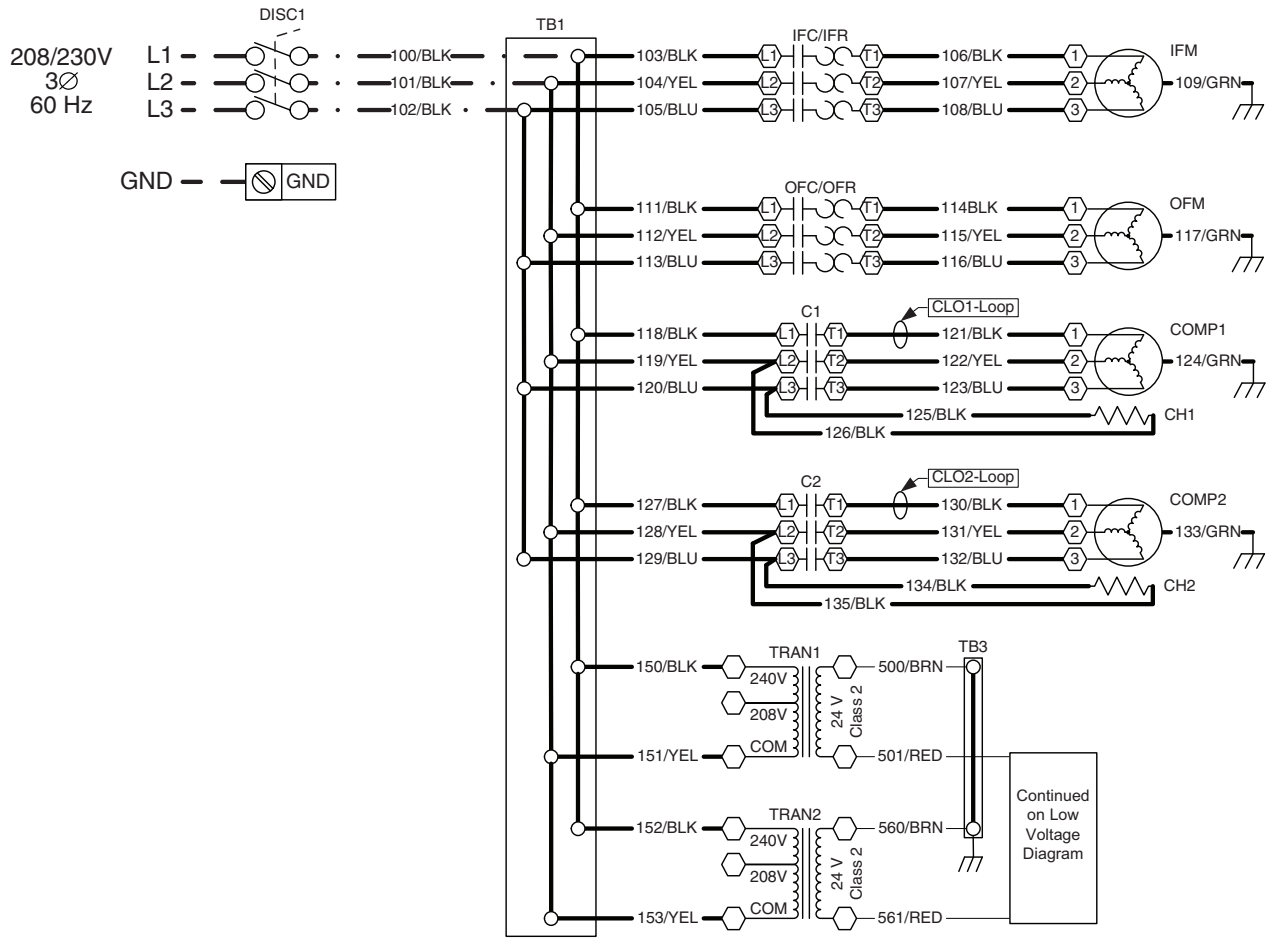 DISC1
TB1
208/230V
3∅
60 Hz
L1
L2
L3
100/BLK
101/BLK
102/BLK
GND
GND
IFC/IFR
103/BLK L1 T1 106/BLK 1 IFM
104/YEL L2 T2 107/YEL 2 109/GRN
105/BLU L3 T3 108/BLU 3
OFC/OFR
111/BLK L1 T1 114BLK 1 OFM
112/YEL L2 T2 115/YEL 2 117/GRN
113/BLU L3 T3 116/BLU 3
C1 CLO1-Loop
118/BLK L1 T1 121/BLK 1 COMP1
119/YEL L2 T2 122/YEL 2 124/GRN
120/BLU L3 T3 123/BLU 3
125/BLK CH1
126/BLK
C2 CLO2-Loop
127/BLK L1 T1 130/BLK 1 COMP2
128/YEL L2 T2 131/YEL 2 133/GRN
129/BLU L3 T3 132/BLU 3
134/BLK CH2
135/BLK
TRAN1 TB3
150/BLK 240V 500/BRN
208V 24 V
Class 2
151/YEL COM 501/RED
TRAN2
152/BLK 240V 560/BRN
208V 24 V
Class 2
153/YEL COM 561/RED
Continued
on Low
Voltage
Diagram